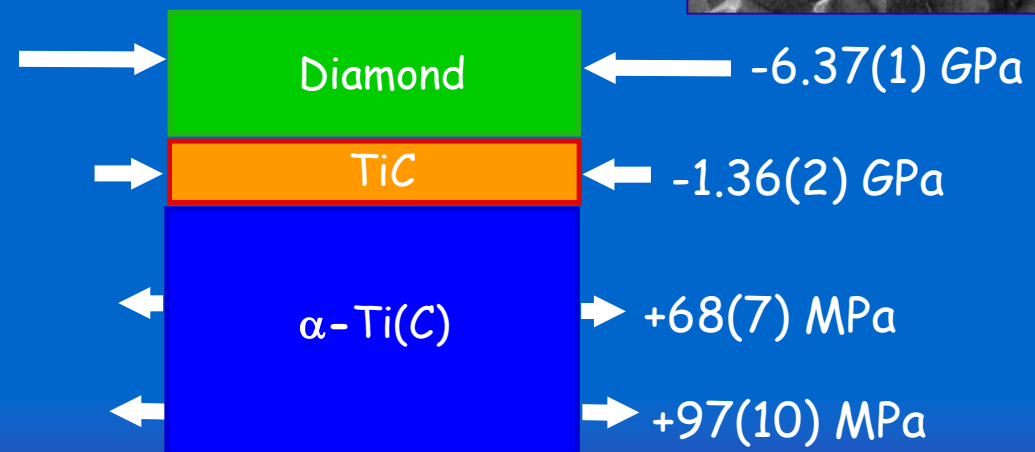 Diamond
-6.37(1) GPa
TiC
-1.36(2) GPa
α-Ti(C)
+68(7) MPa
+97(10) MPa